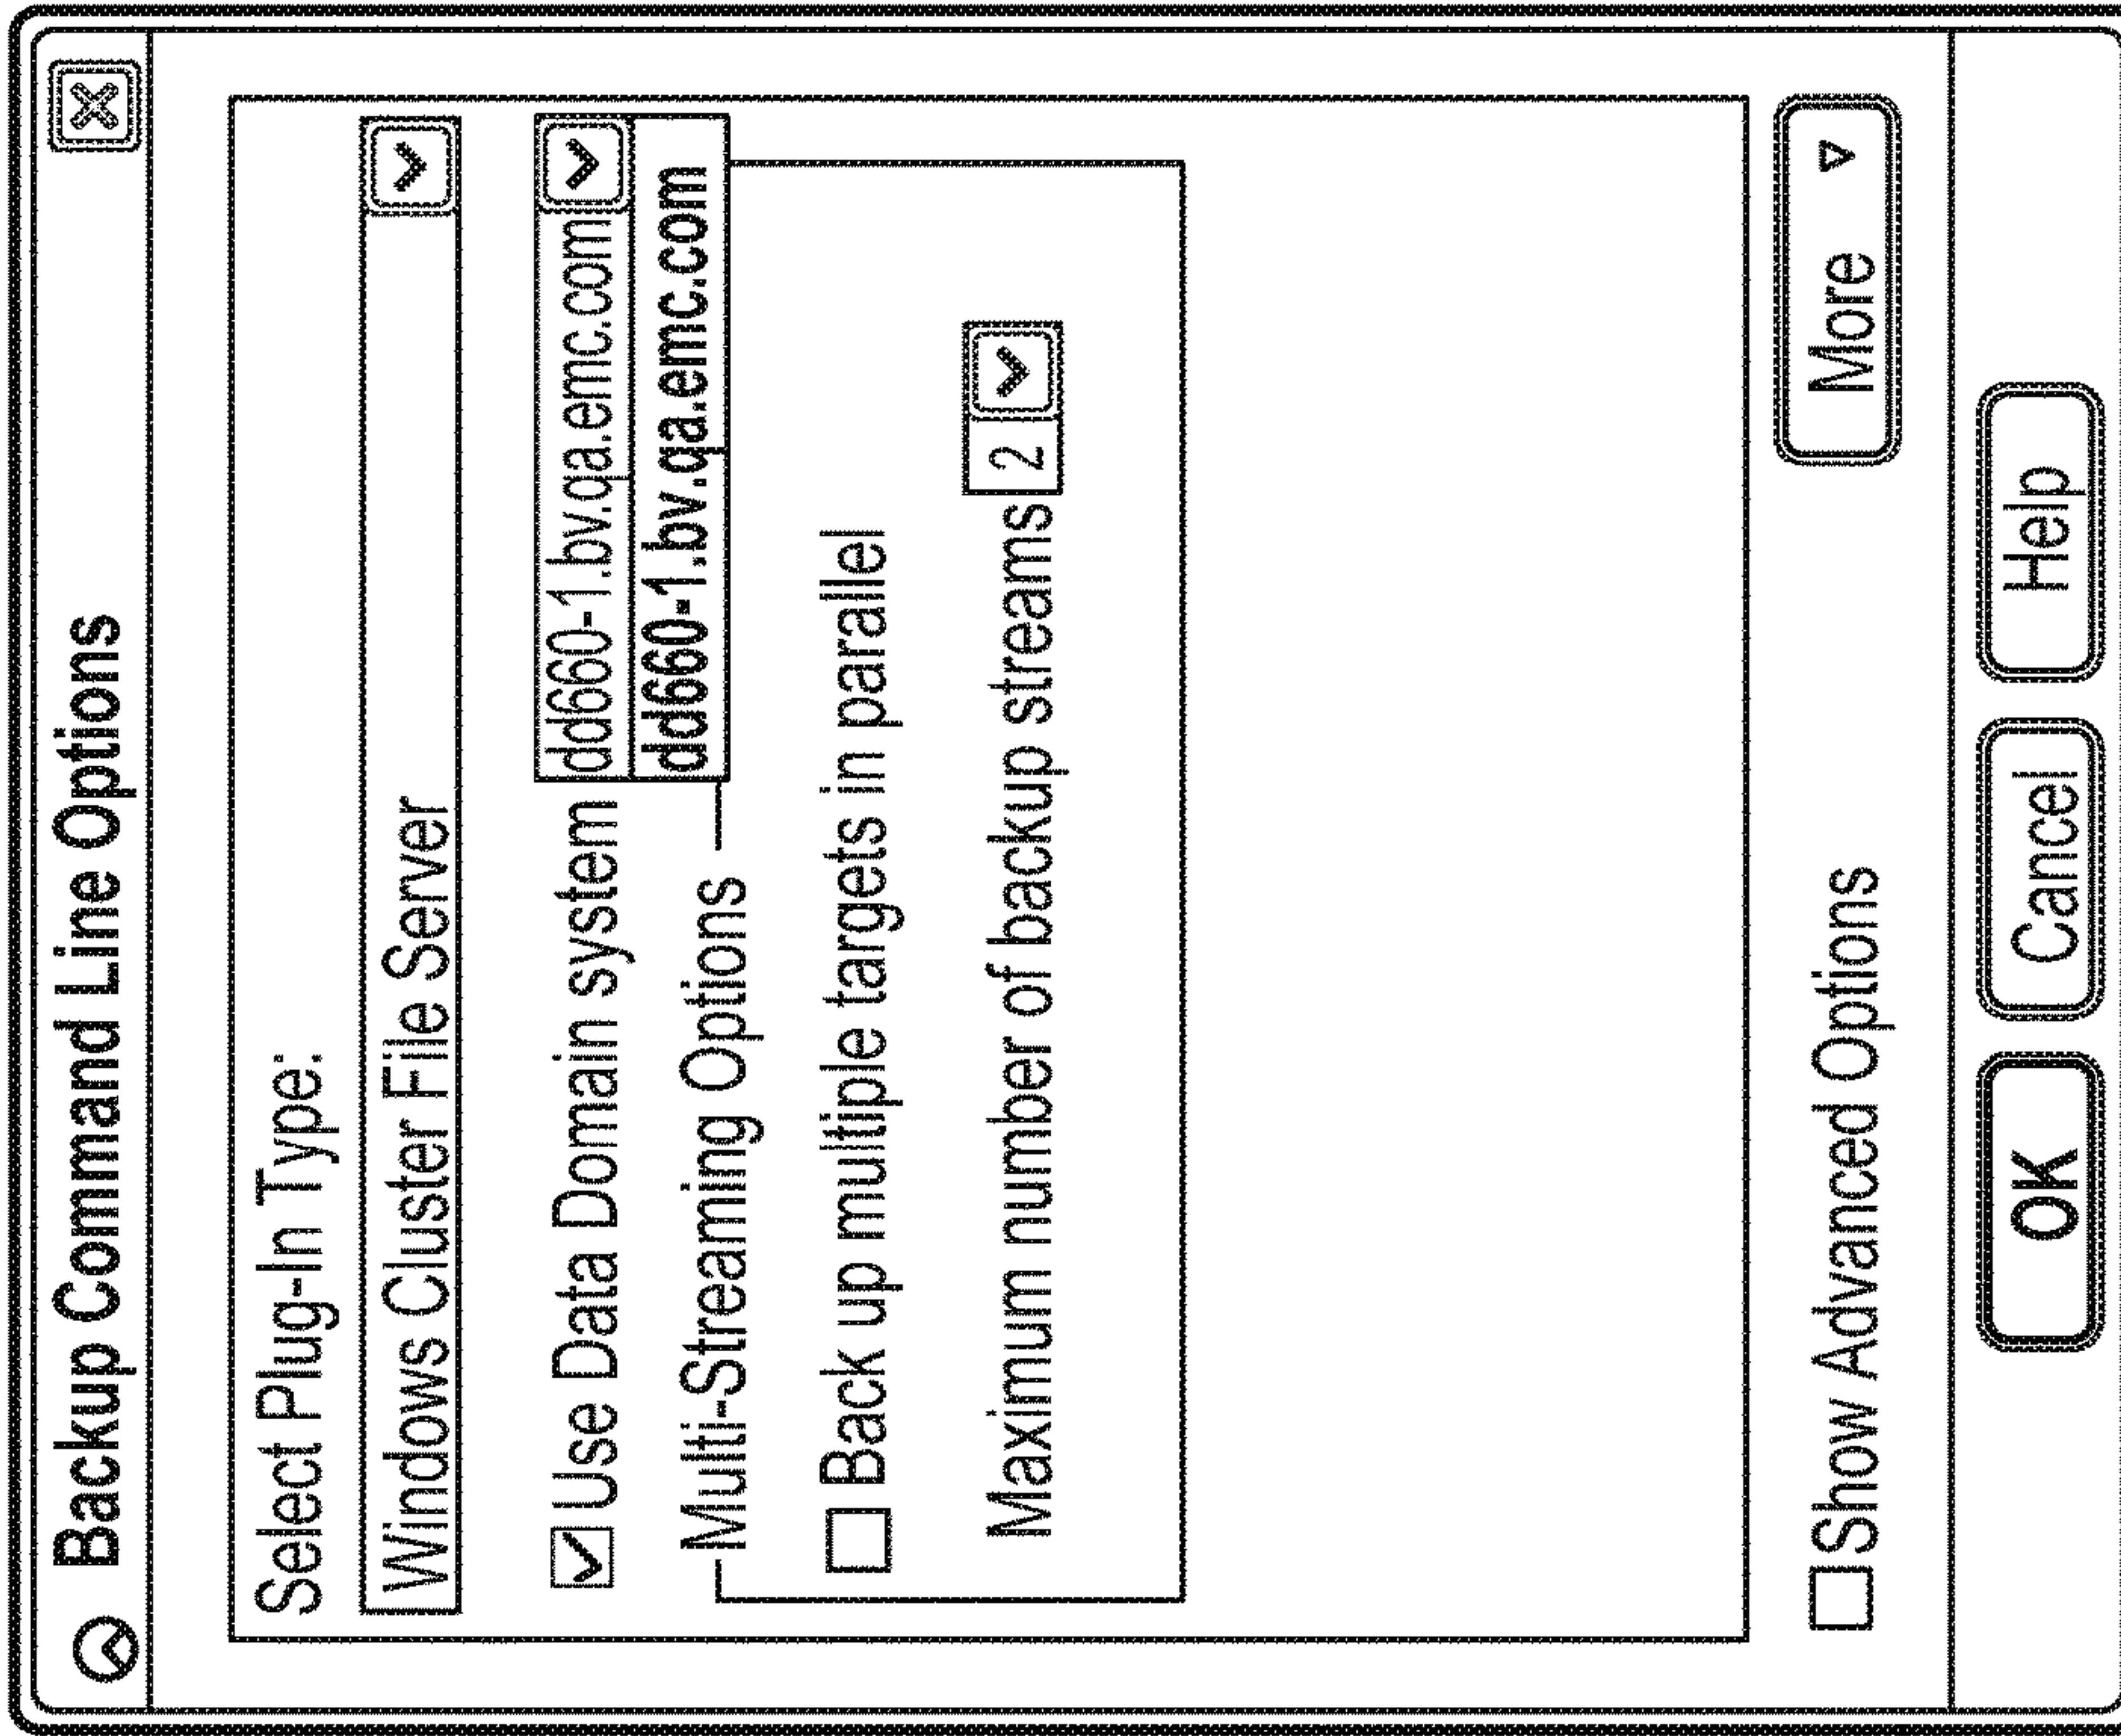 Backup Command Line Options
Select Plug-In Type:
Windows Cluster File Server
Use Data Domain system dd660-1.bv.qa.emc.com
dd660-1.bv.qa.emc.com
Multi-Streaming Options
Back up multiple targets in parallel
Maximum number of backup streams 2
Show Advanced Options More
OK Cancel Help